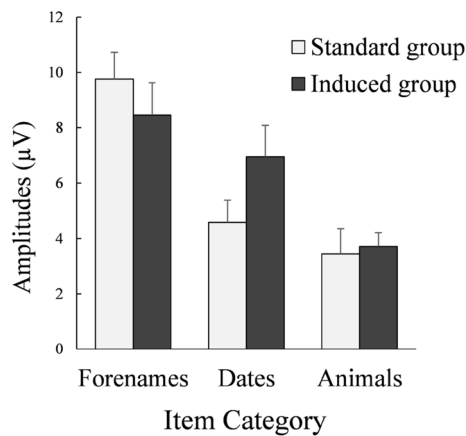 12
10
8
6
4
2
0
Amplitudes (µV)
Standard group
Induced group
Forenames Dates Animals
Item Category